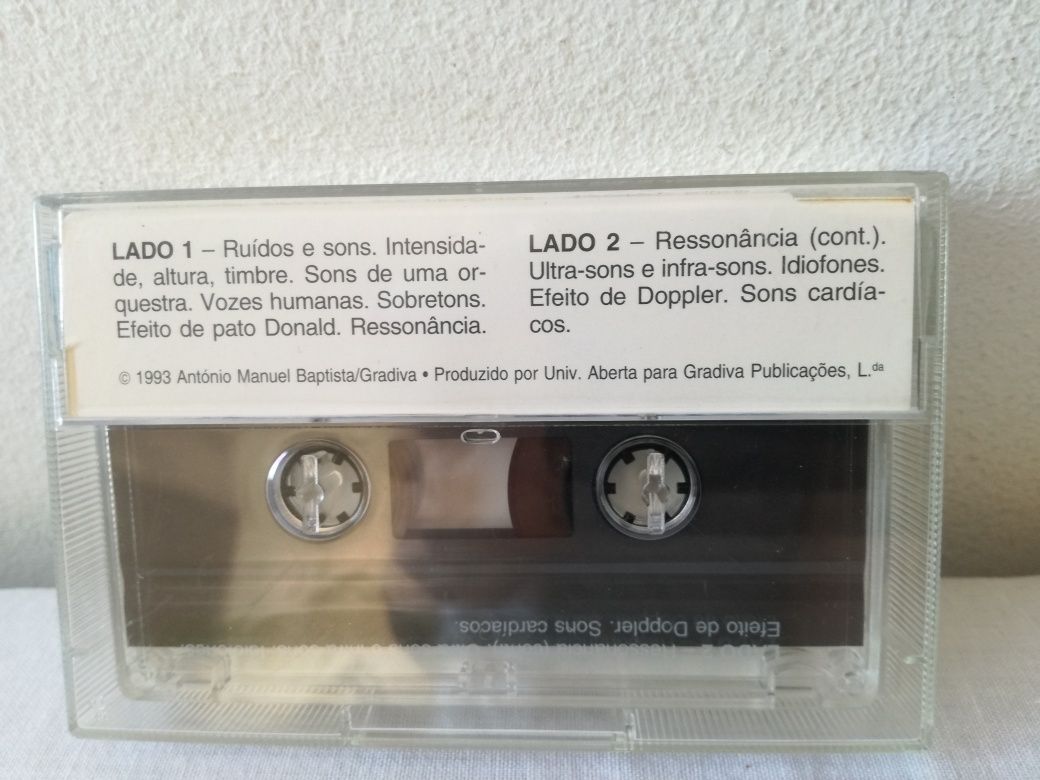 LADO 1 – Ruídos e sons. Intensida-
de, altura, timbre. Sons de uma or-
questra. Vozes humanas. Sobretons.
Efeito de pato Donald. Ressonância.
LADO 2 – Ressonância (cont.).
Ultra-sons e infra-sons. Idiofones.
Efeito de Doppler. Sons cardía-
cos.
© 1993 António Manuel Baptista/Gradiva • Produzido por Univ. Aberta para Gradiva Publicações, L.da
Efeito de Doppler. Sons cardíacos.